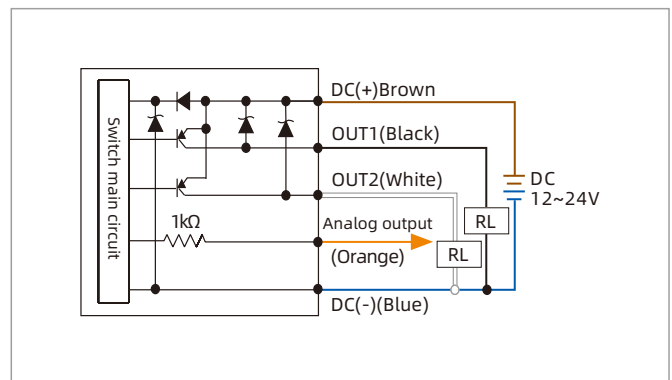 Switch main circuit
1kΩ
DC(+)Brown
OUT1(Black)
OUT2(White)
Analog output
(Orange)
DC(-)(Blue)
RL
RL
DC
12~24V